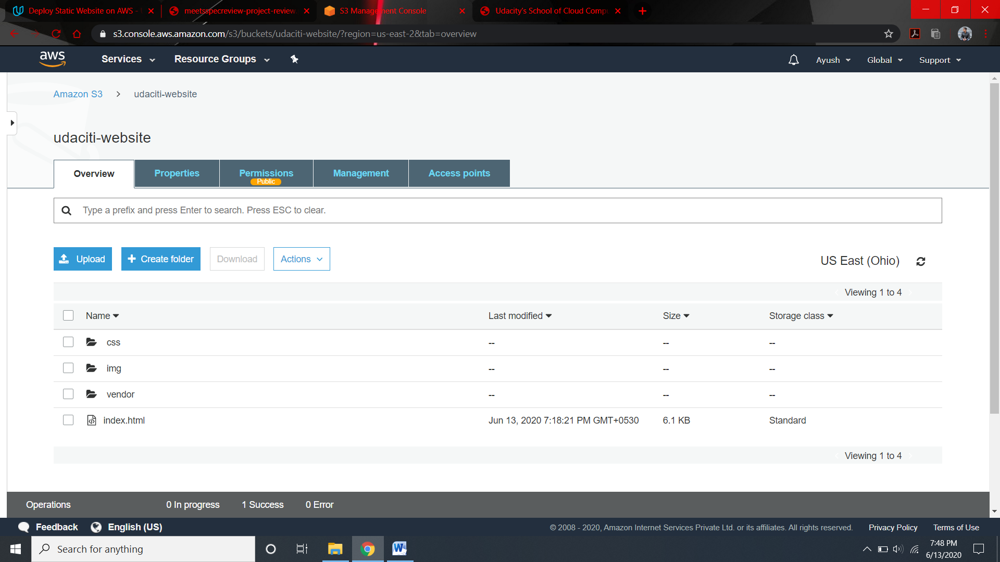 Deploy Static Website on AWS -
meetsspecreview-project-review.
S3 Management Console
Udacity's School of Cloud Comp
s3.console.aws.amazon.com/s3/buckets/udaciti-website/?region=us-east-2&tab=overview
aws
Services
Resource Groups
Ayush
Global
Support
Amazon S3 > udaciti-website
udaciti-website
Overview
Properties
Permissions
Public
Management
Access points
Type a prefix and press Enter to search. Press ESC to clear.
Upload
+ Create folder
Download
Actions
US East (Ohio)
Viewing 1 to 4
Name Last modified Size Storage class
css -- -- --
img -- -- --
vendor -- -- --
index.html Jun 13, 2020 7:18:21 PM GMT+0530 6.1 KB Standard
Viewing 1 to 4
Operations 0 In progress 1 Success 0 Error
Feedback English (US) © 2008 - 2020, Amazon Internet Services Private Ltd. or its affiliates. All rights reserved. Privacy Policy Terms of Use
Search for anything
7:48 PM
6/13/2020